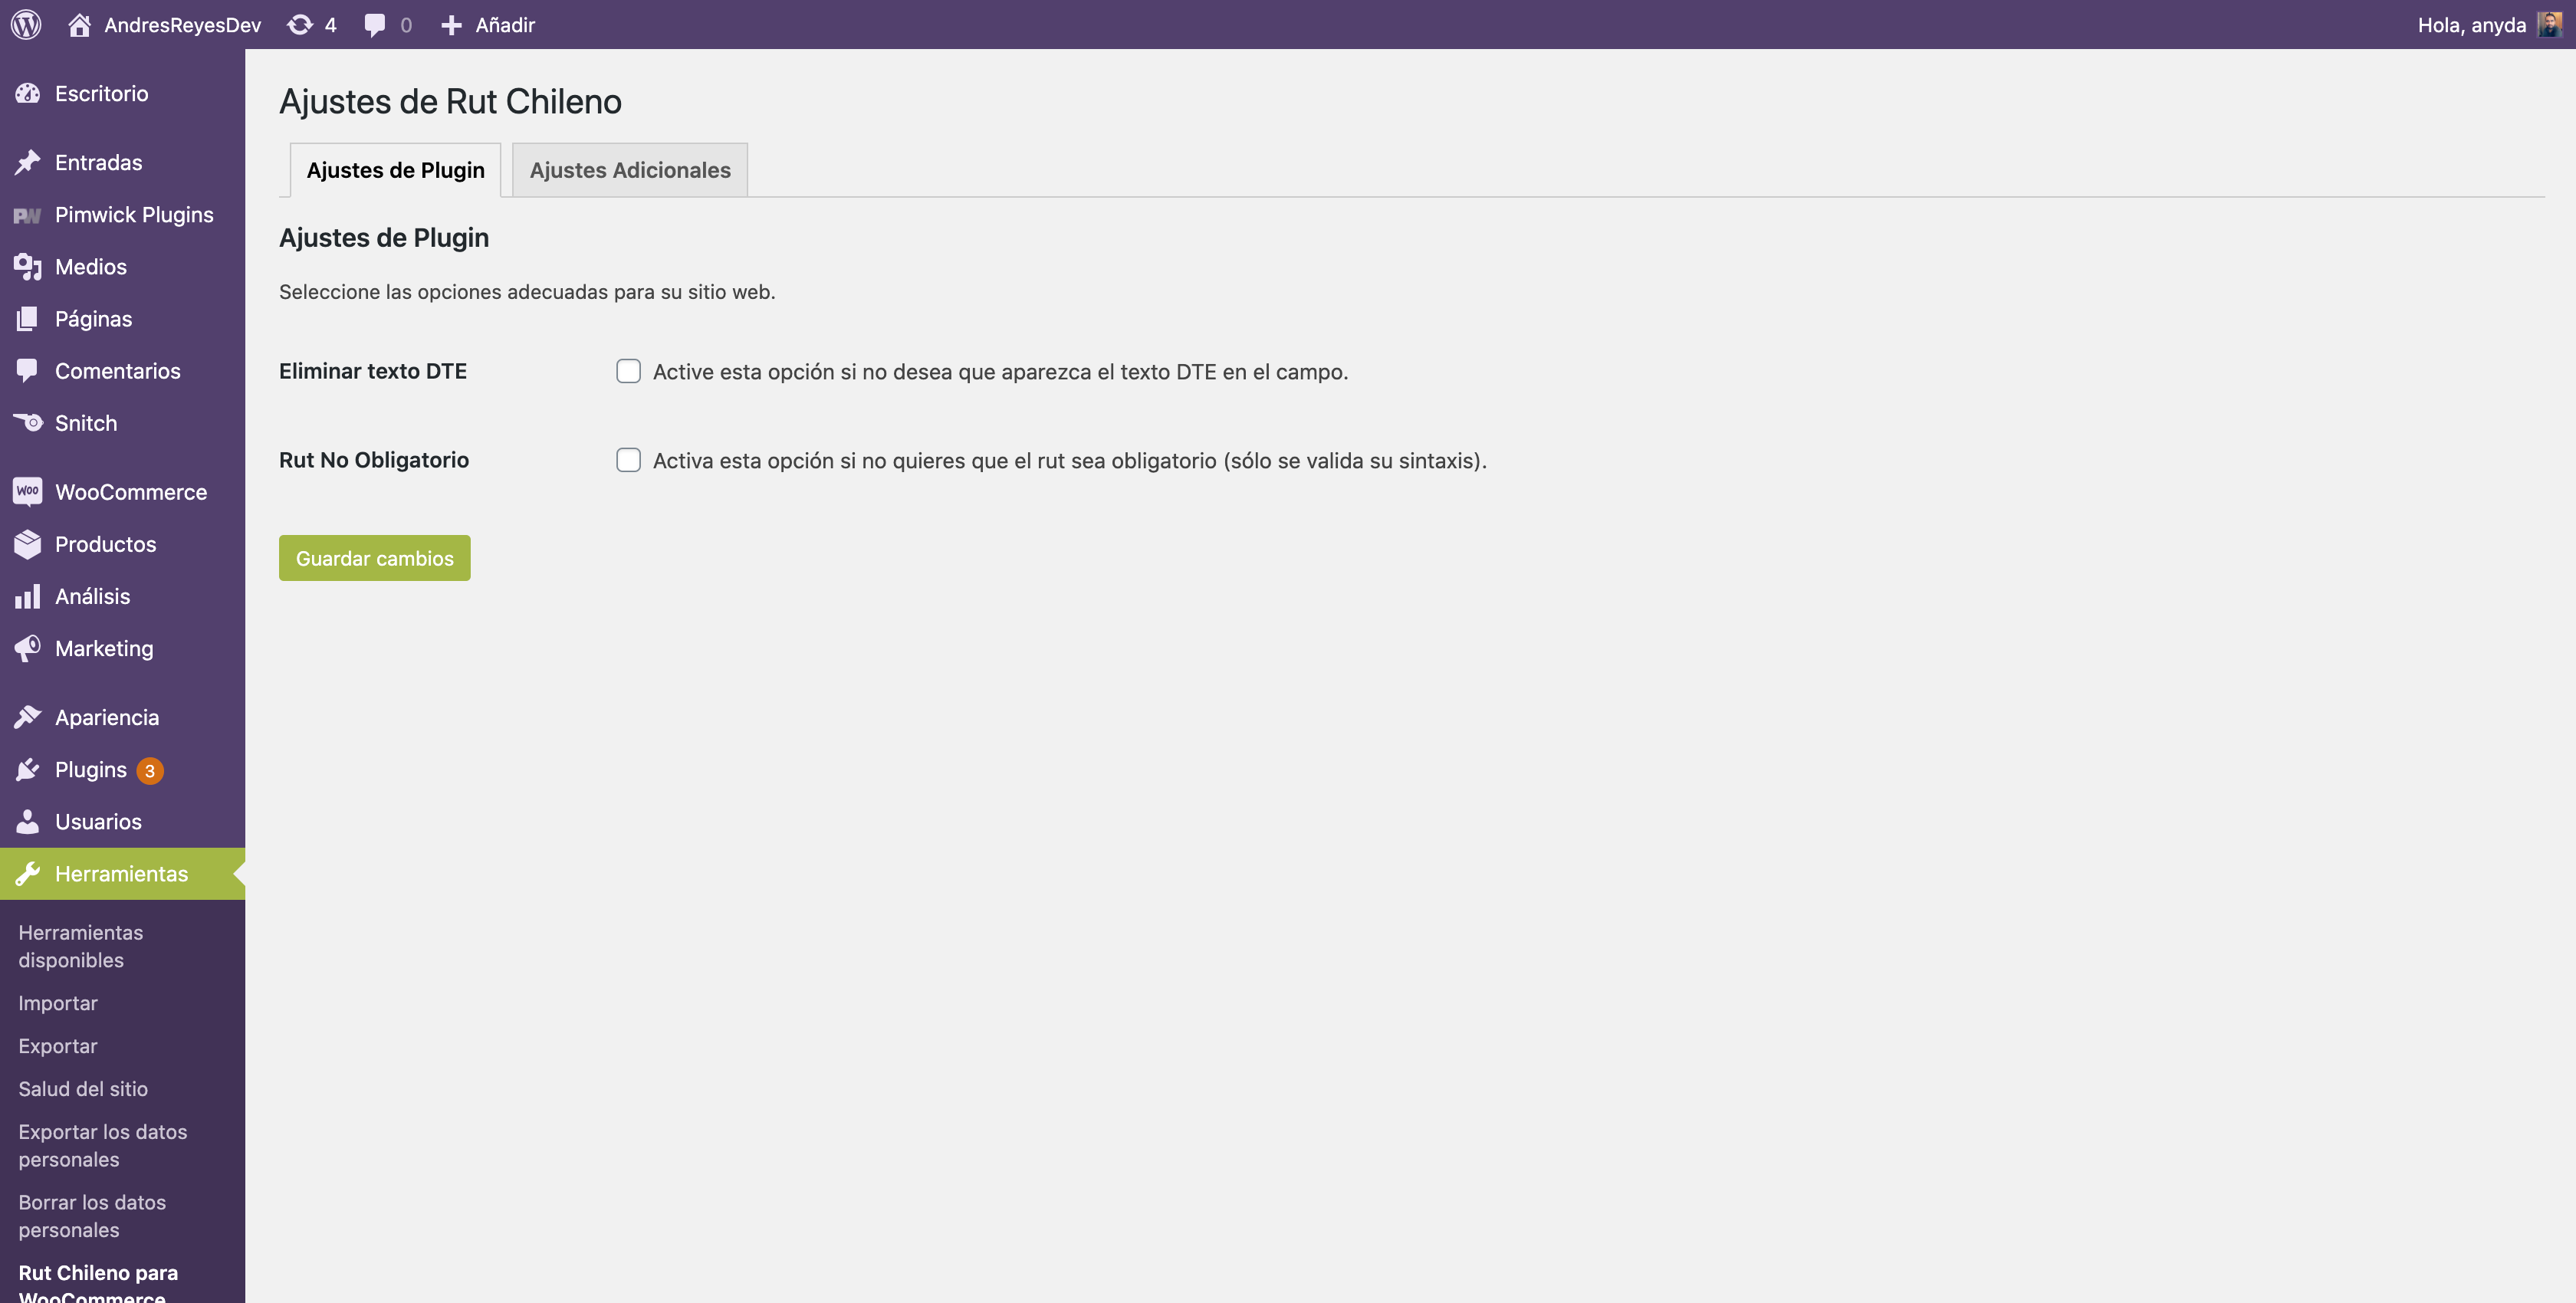 AndresReyesDev
4
0
Añadir
Hola, anyda
Escritorio
Entradas
PW Pimwick Plugins
Medios
Páginas
Comentarios
Snitch
Woo WooCommerce
Productos
Análisis
Marketing
Apariencia
Plugins 3
Usuarios
Herramientas
Herramientas
disponibles
Importar
Exportar
Salud del sitio
Exportar los datos
personales
Borrar los datos
personales
Rut Chileno para
WooCommerce
Ajustes de Rut Chileno
Ajustes de Plugin
Ajustes Adicionales
Ajustes de Plugin
Seleccione las opciones adecuadas para su sitio web.
Eliminar texto DTE
Active esta opción si no desea que aparezca el texto DTE en el campo.
Rut No Obligatorio
Activa esta opción si no quieres que el rut sea obligatorio (sólo se valida su sintaxis).
Guardar cambios